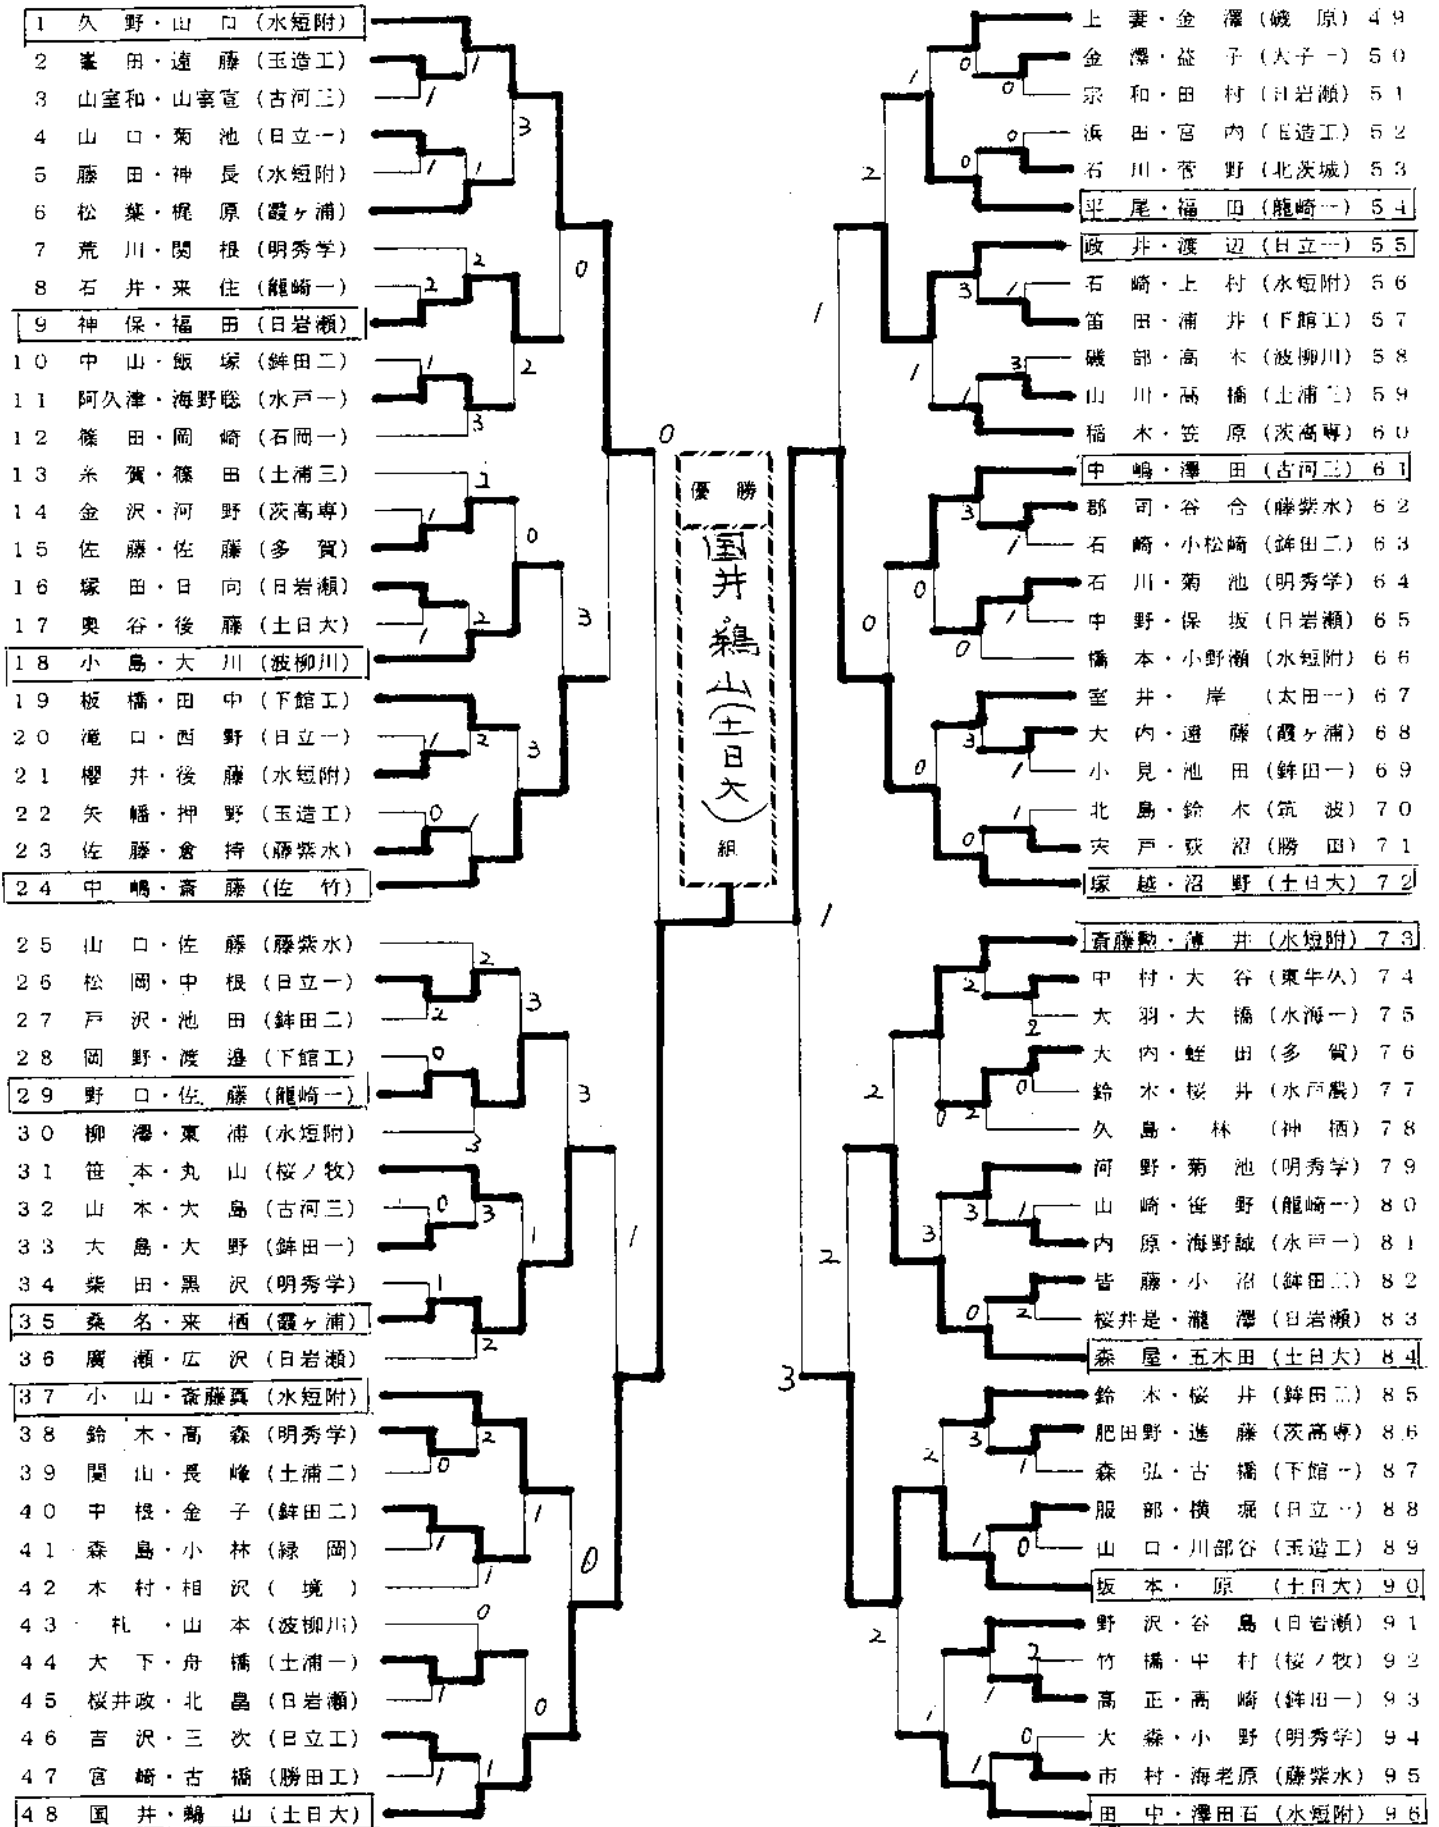 1 久野・山口 (水短附)
2 峯田・遠藤 (玉造工)
3 山室和・山室寛 (古河三)
4 山口・菊池 (日立一)
5 藤田・神長 (水短附)
6 松葉・梶原 (霞ヶ浦)
7 荒川・関根 (明秀学)
8 石井・来住 (龍崎一)
9 神保・福田 (日岩瀬)
10 中山・飯塚 (鉾田二)
11 阿久津・海野聡 (水戸一)
12 篠田・岡崎 (石岡一)
13 糸賀・篠田 (土浦三)
14 金沢・河野 (茨高専)
15 佐藤・佐藤 (多賀)
16 塚田・日向 (日岩瀬)
17 奥谷・後藤 (土日大)
18 小島・大川 (波柳川)
19 板橋・田中 (下館工)
20 滝口・西野 (日立一)
21 櫻井・後藤 (水短附)
22 矢幡・押野 (玉造工)
23 佐藤・倉持 (藤紫水)
24 中嶋・斎藤 (佐竹)
25 山口・佐藤 (藤紫水)
26 松岡・中根 (日立一)
27 戸沢・池田 (鉾田二)
28 岡野・渡邉 (下館工)
29 野口・佐藤 (龍崎一)
30 柳澤・東浦 (水短附)
31 笹本・丸山 (桜ノ牧)
32 山本・大島 (古河三)
33 大島・大野 (鉾田一)
34 柴田・黒沢 (明秀学)
35 桑名・来栖 (霞ヶ浦)
36 廣瀬・広沢 (日岩瀬)
37 小山・斎藤真 (水短附)
38 鈴木・高森 (明秀学)
39 関山・長峰 (土浦二)
40 中根・金子 (鉾田二)
41 森島・小林 (緑岡)
42 木村・相沢 (境)
43 札・山本 (波柳川)
44 大下・舟橋 (土浦一)
45 桜井政・北畠 (日岩瀬)
46 吉沢・三次 (日立工)
47 宮崎・古橋 (勝田工)
48 国井・鵜山 (土日大)
優勝
国井・鵜山(土日大)
組
上妻・金澤 (磯原) 49
金澤・益子 (大子一) 50
宗和・田村 (日岩瀬) 51
浜田・宮内 (玉造工) 52
石川・菅野 (北茨城) 53
平尾・福田 (龍崎一) 54
政井・渡辺 (日立一) 55
石崎・上村 (水短附) 56
笛田・浦井 (下館工) 57
磯部・高木 (波柳川) 58
山川・高橋 (土浦三) 59
稲木・笠原 (茨高専) 60
中嶋・澤田 (古河三) 61
郡司・谷合 (藤紫水) 62
石崎・小松崎 (鉾田二) 63
石川・菊池 (明秀学) 64
中野・保坂 (日岩瀬) 65
橋本・小野瀬 (水短附) 66
室井・岸 (太田一) 67
大内・遠藤 (霞ヶ浦) 68
小見・池田 (鉾田一) 69
北島・鈴木 (筑波) 70
宍戸・荻沼 (勝田) 71
塚越・沼野 (土日大) 72
斎藤勲・薄井 (水短附) 73
中村・大谷 (東牛久) 74
大羽・大橋 (水海一) 75
大内・蛭田 (多賀) 76
鈴木・桜井 (水戸農) 77
久島・林 (神栖) 78
河野・菊池 (明秀学) 79
山崎・後野 (龍崎一) 80
内原・海野誠 (水戸一) 81
皆藤・小沼 (鉾田二) 82
桜井是・瀧澤 (日岩瀬) 83
森屋・五木田 (土日大) 84
鈴木・桜井 (鉾田二) 85
肥田野・進藤 (茨高専) 86
森弘・古橋 (下館一) 87
服部・横堀 (日立一) 88
山口・川部谷 (玉造工) 89
坂本・原 (土日大) 90
野沢・谷島 (日岩瀬) 91
竹橋・中村 (桜ノ牧) 92
高正・高崎 (鉾田一) 93
大森・小野 (明秀学) 94
市村・海老原 (藤紫水) 95
田中・澤田石 (水短附) 96